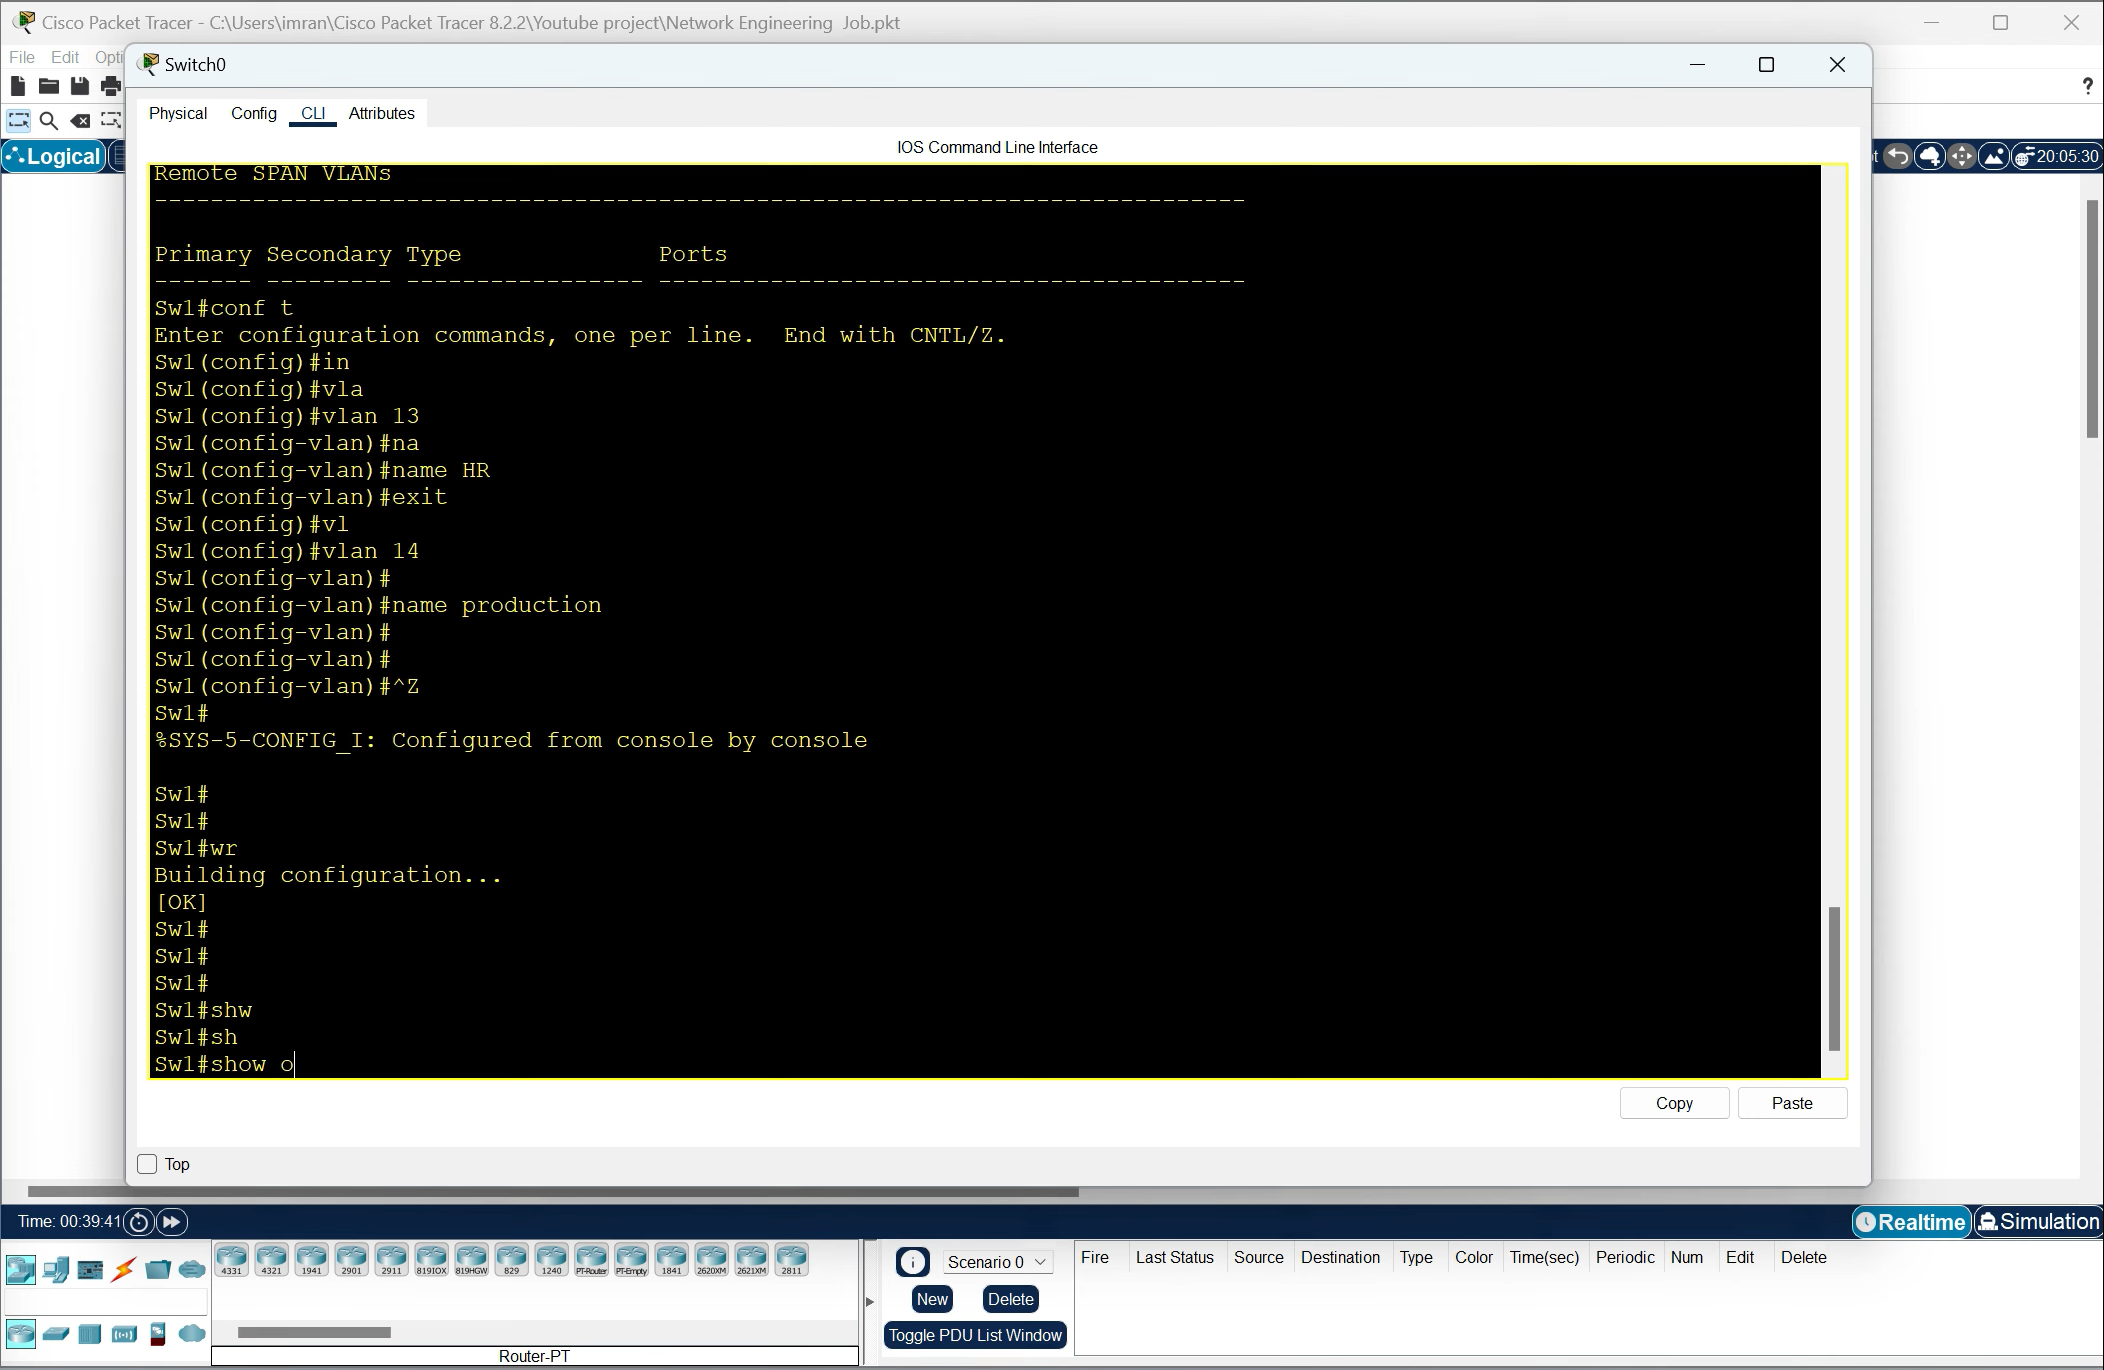 Cisco Packet Tracer - C:\Users\imran\Cisco Packet Tracer 8.2.2\Youtube project\Network Engineering  Job.pkt
File Edit Opti
Switch0
?
Physical Config CLI Attributes
IOS Command Line Interface
Logical
20:05:30
Remote SPAN VLANs
------------------------------------------------------------------------------
Primary Secondary Type              Ports
------- --------- ----------------- ------------------------------------------
Sw1#conf t
Enter configuration commands, one per line.  End with CNTL/Z.
Sw1(config)#in
Sw1(config)#vla
Sw1(config)#vlan 13
Sw1(config-vlan)#na
Sw1(config-vlan)#name HR
Sw1(config-vlan)#exit
Sw1(config)#vl
Sw1(config)#vlan 14
Sw1(config-vlan)#
Sw1(config-vlan)#name production
Sw1(config-vlan)#
Sw1(config-vlan)#
Sw1(config-vlan)#^Z
Sw1#
%SYS-5-CONFIG_I: Configured from console by console
Sw1#
Sw1#
Sw1#wr
Building configuration...
[OK]
Sw1#
Sw1#
Sw1#
Sw1#shw
Sw1#sh
Sw1#show o
Copy Paste
Top
Time: 00:39:41
Realtime Simulation
4331 4321 1941 2901 2911 819IOX 819HGW 829 1240 PT-Router PT-Empty 1841 2620XM 2621XM 2811
Scenario 0
New Delete
Toggle PDU List Window
Fire Last Status Source Destination Type Color Time(sec) Periodic Num Edit Delete
Router-PT